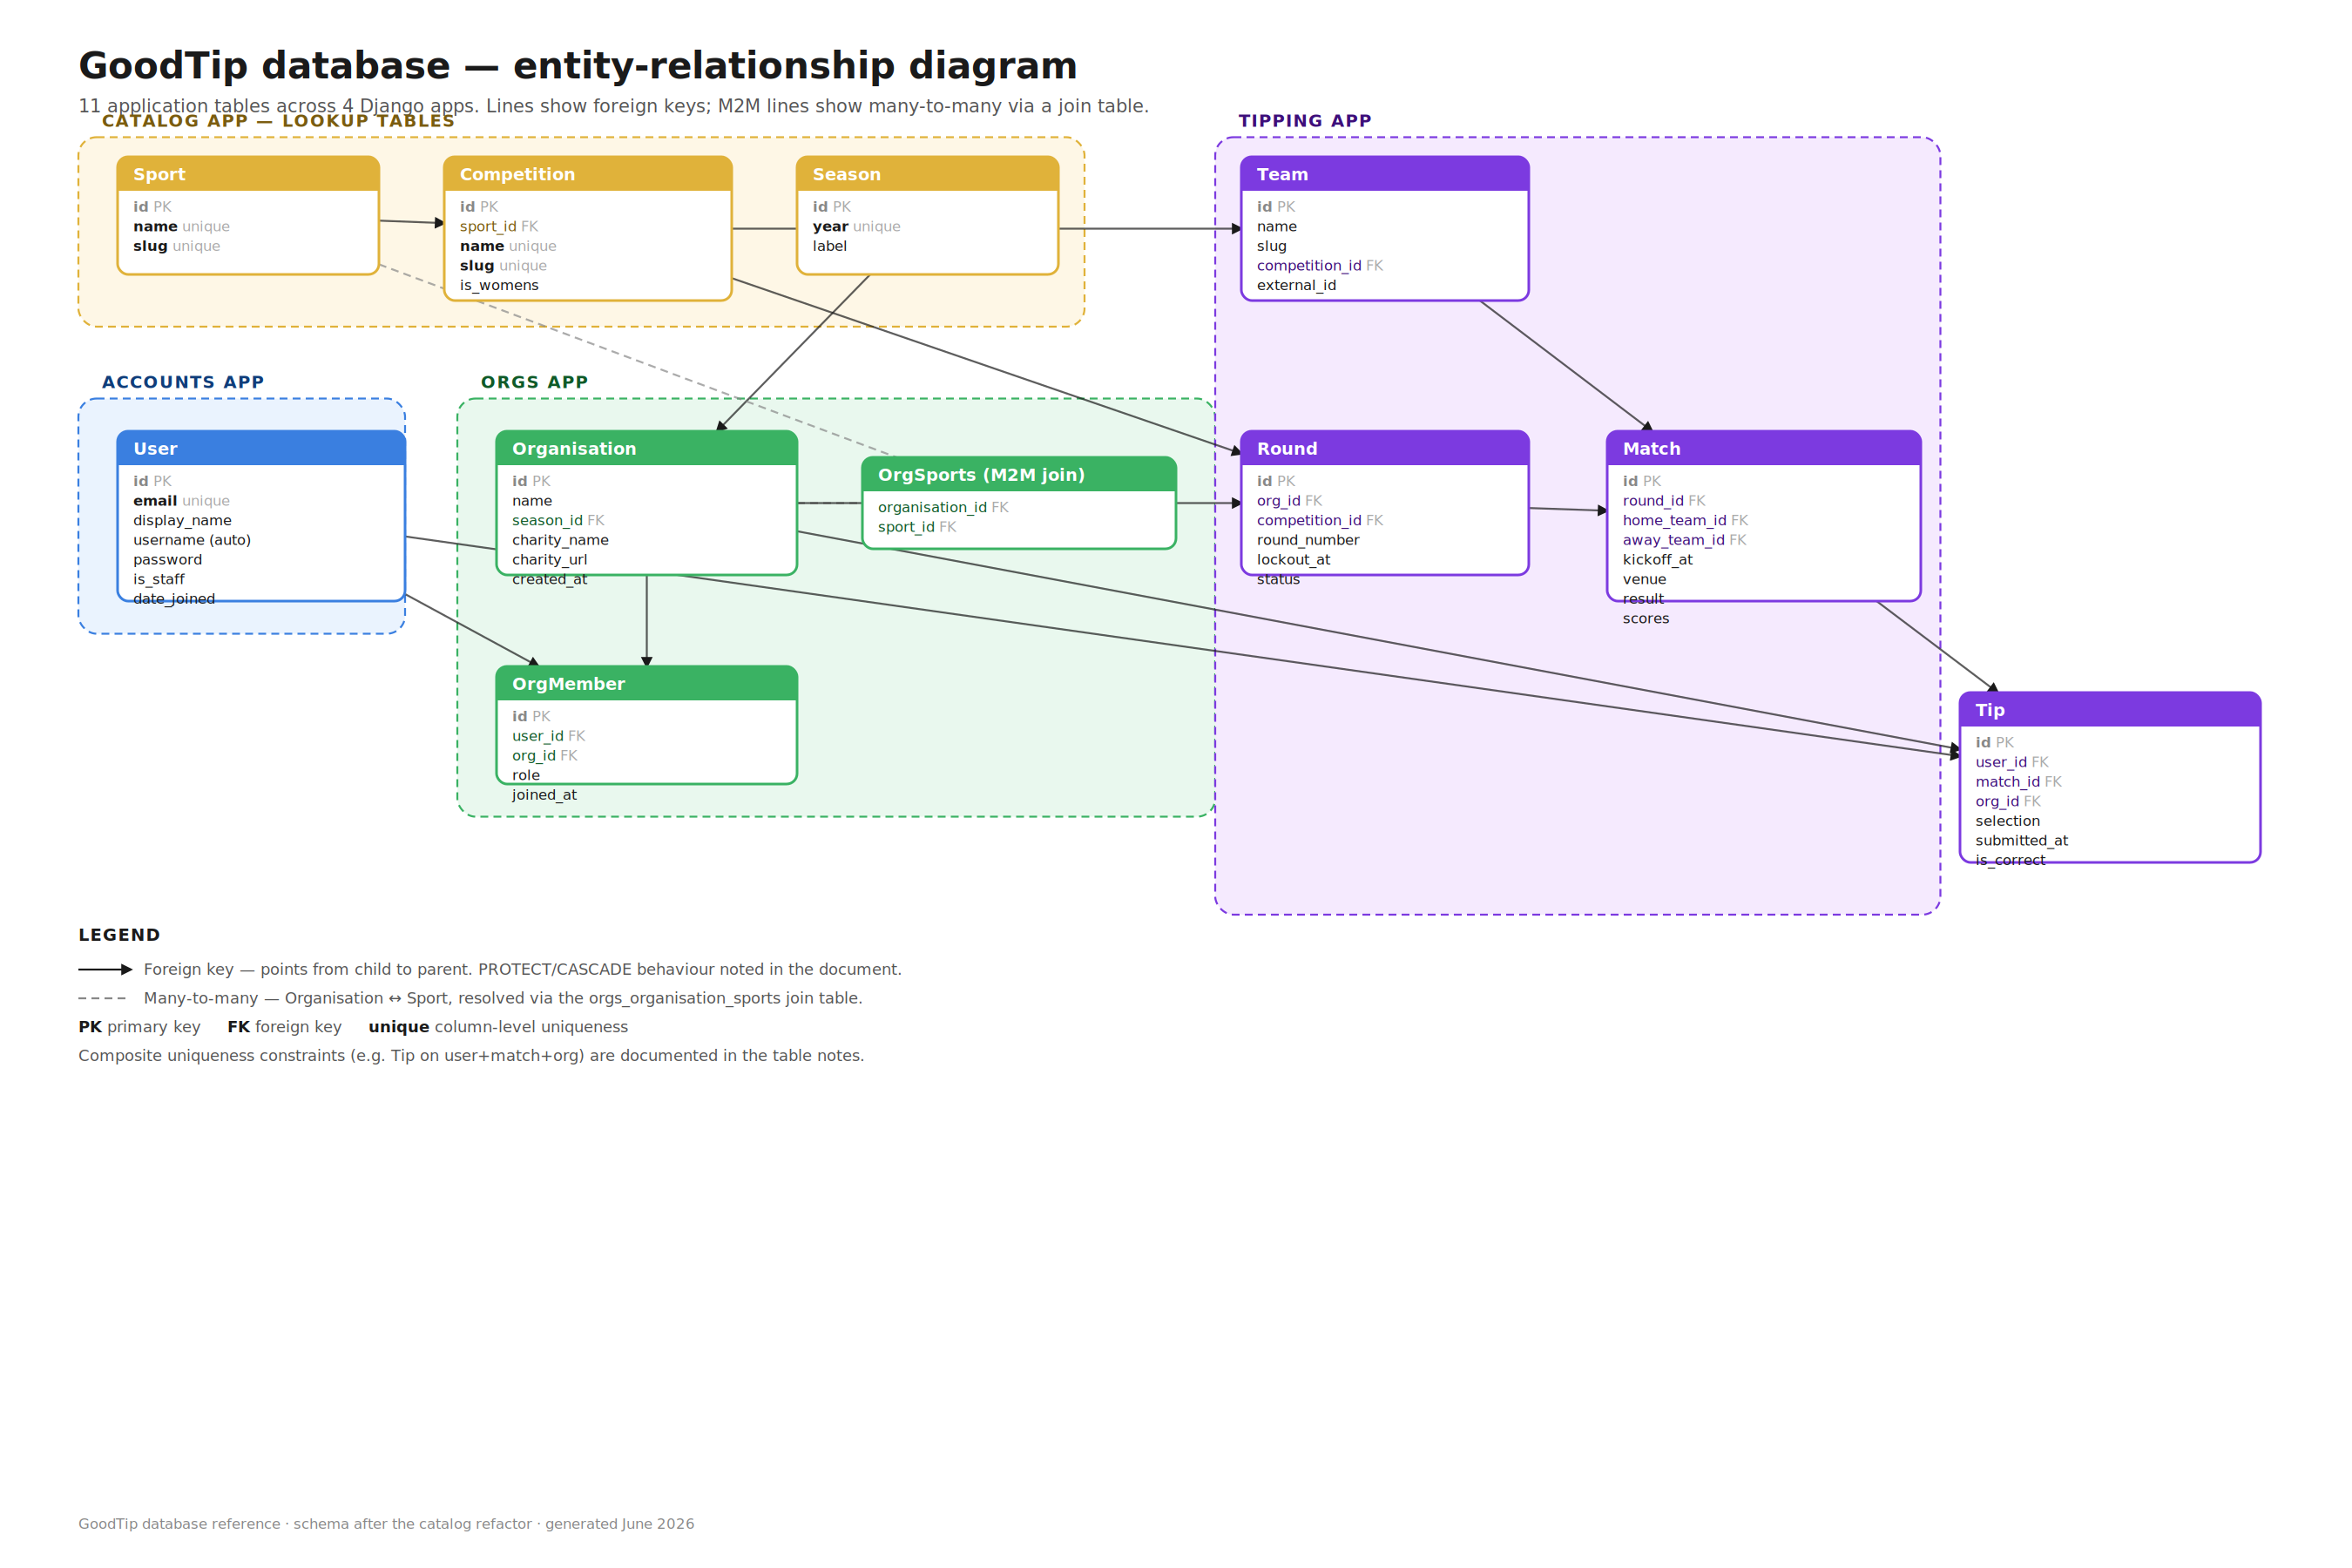 GoodTip database — entity-relationship diagram
11 application tables across 4 Django apps. Lines show foreign keys; M2M lines show many-to-many via a join table.
CATALOG APP — LOOKUP TABLES
Sport
id PK
name unique
slug unique
Competition
id PK
sport_id FK
name unique
slug unique
is_womens
Season
id PK
year unique
label
TIPPING APP
Team
id PK
name
slug
competition_id FK
external_id
ACCOUNTS APP
User
id PK
email unique
display_name
username (auto)
password
is_staff
date_joined
ORGS APP
Organisation
id PK
name
season_id FK
charity_name
charity_url
created_at
OrgSports (M2M join)
organisation_id FK
sport_id FK
Round
id PK
org_id FK
competition_id FK
round_number
lockout_at
status
Match
id PK
round_id FK
home_team_id FK
away_team_id FK
kickoff_at
venue
result
scores
OrgMember
id PK
user_id FK
org_id FK
role
joined_at
Tip
id PK
user_id FK
match_id FK
org_id FK
selection
submitted_at
is_correct
LEGEND
Foreign key — points from child to parent. PROTECT/CASCADE behaviour noted in the document.
Many-to-many — Organisation ↔ Sport, resolved via the orgs_organisation_sports join table.
PK primary key FK foreign key unique column-level uniqueness
Composite uniqueness constraints (e.g. Tip on user+match+org) are documented in the table notes.
GoodTip database reference · schema after the catalog refactor · generated June 2026